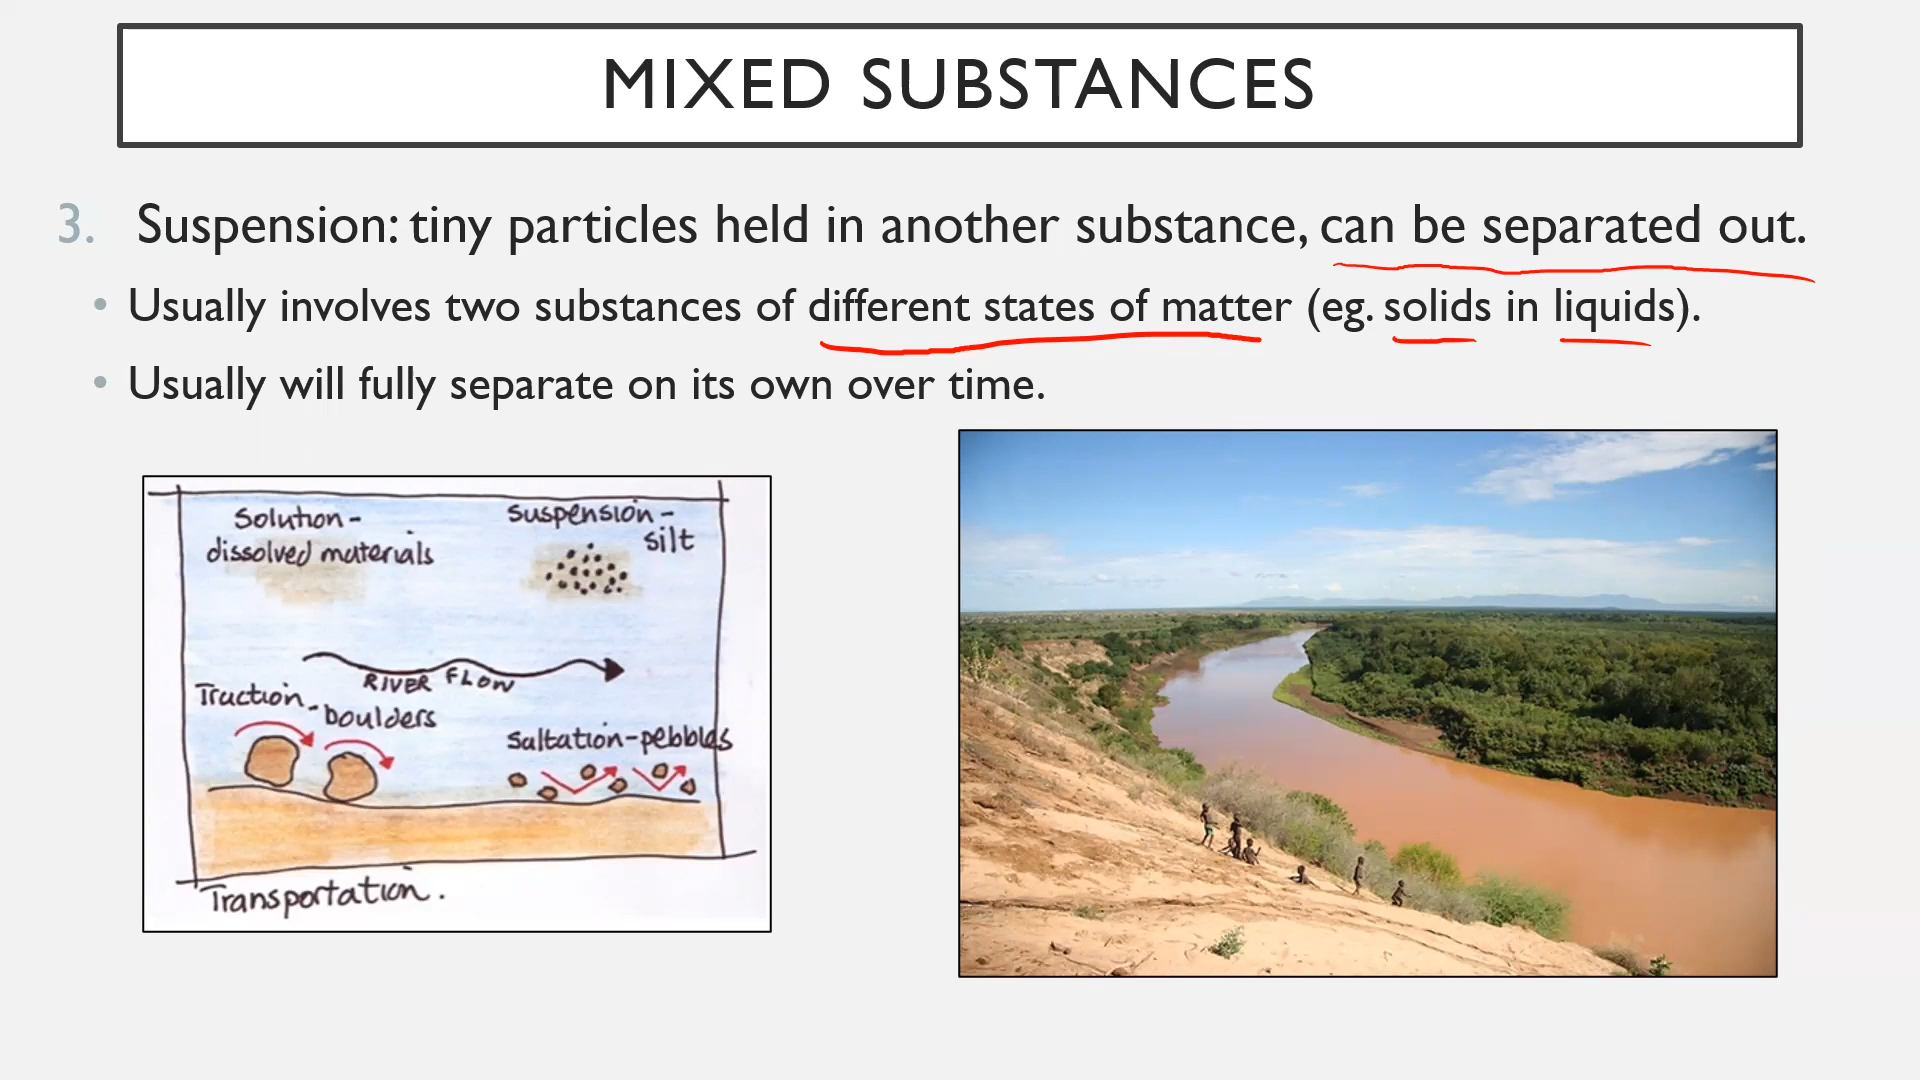 MIXED SUBSTANCES
3. Suspension: tiny particles held in another substance, can be separated out.
• Usually involves two substances of different states of matter (eg. solids in liquids).
• Usually will fully separate on its own over time.
Solution -
dissolved materials
Suspension -
silt
RIVER FLOW
Traction -
boulders
Saltation - pebbles
Transportation.